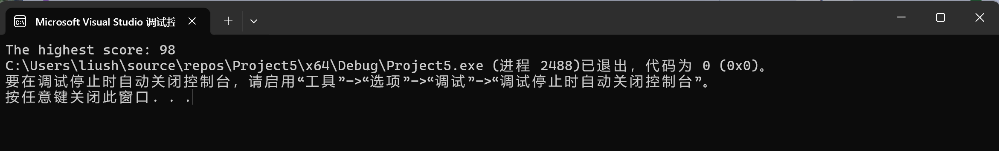 Microsoft Visual Studio 调试控
The highest score: 98
C:\Users\liush\source\repos\Project5\x64\Debug\Project5.exe (进程 2488)已退出，代码为 0 (0x0)。
要在调试停止时自动关闭控制台，请启用“工具”->“选项”->“调试”->“调试停止时自动关闭控制台”。
按任意键关闭此窗口. . .